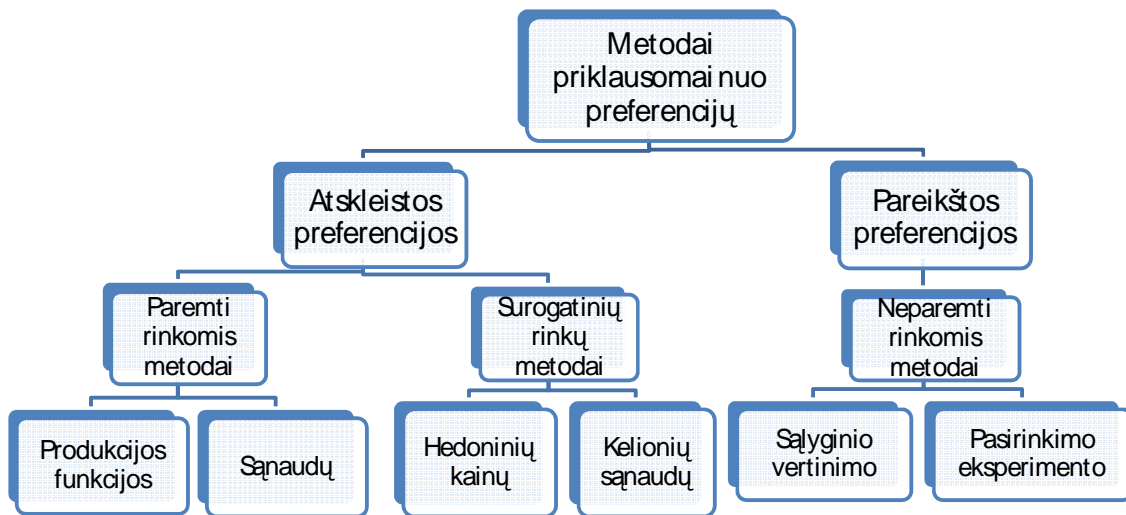 Metodai
priklausomai nuo
preferencijų
Atskleistos
preferencijos
Pareikštos
preferencijos
Paremti
rinkomis
metodai
Surogatinių
rinkų
metodai
Neparemti
rinkomis
metodai
Produkcijos
funkcijos
Sąnaudų
Hedoninių
kainų
Kelionių
sąnaudų
Sąlyginio
vertinimo
Pasirinkimo
eksperimento